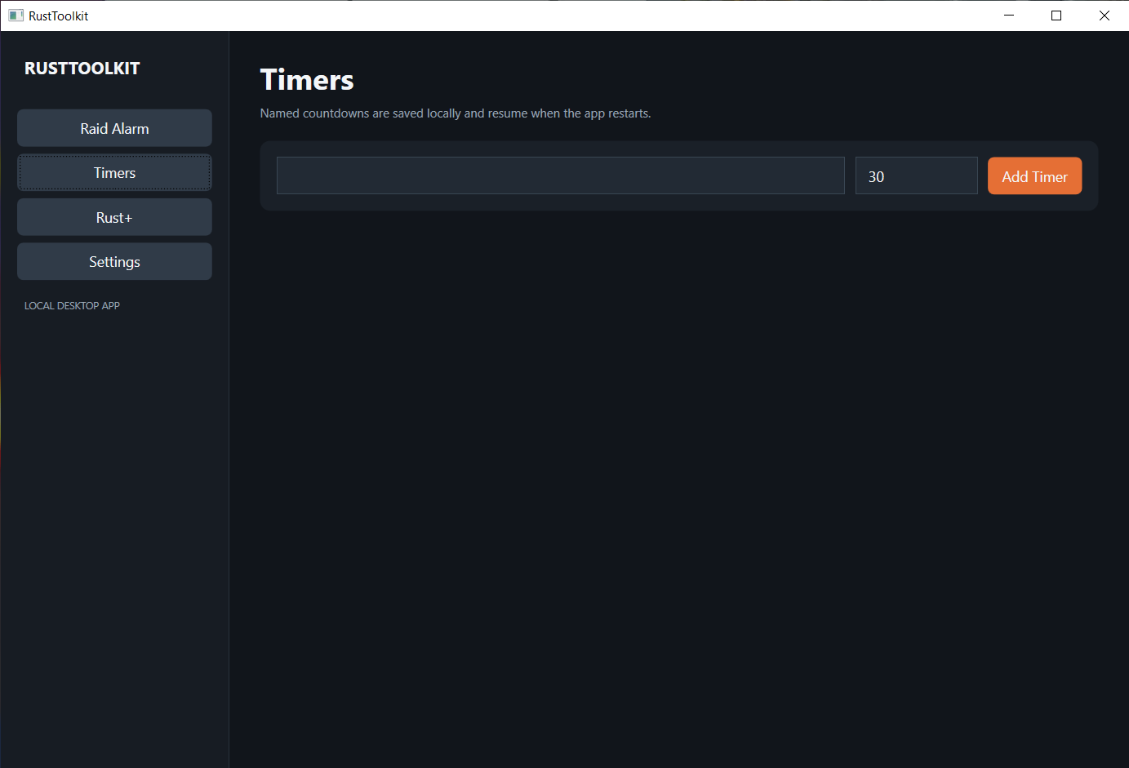 RustToolkit
RUSTTOOLKIT
Raid Alarm
Timers
Rust+
Settings
LOCAL DESKTOP APP
Timers
Named countdowns are saved locally and resume when the app restarts.
30
Add Timer